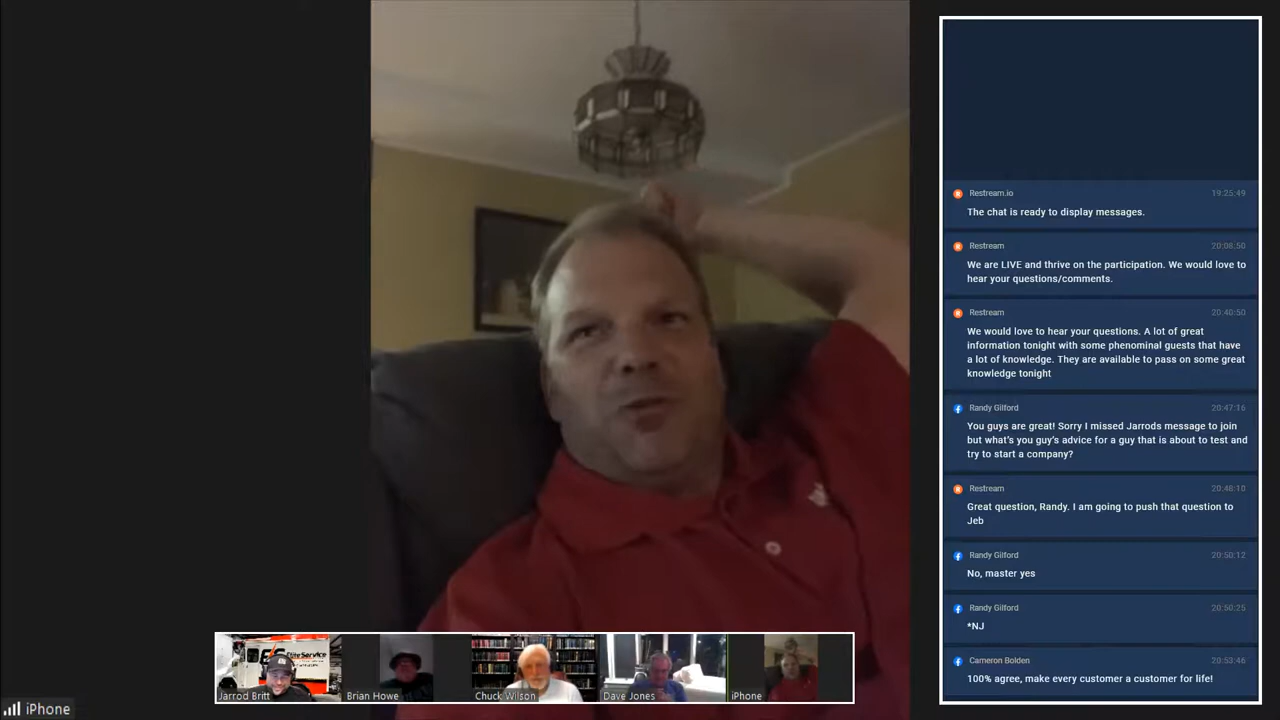 Restream.io 19:25:49
The chat is ready to display messages.
Restream 20:08:50
We are LIVE and thrive on the participation. We would love to
hear your questions/comments.
Restream 20:40:50
We would love to hear your questions. A lot of great
information tonight with some phenominal guests that have
a lot of knowledge. They are available to pass on some great
knowledge tonight
Randy Gilford 20:47:16
You guys are great! Sorry I missed Jarrods message to join
but what's you guy's advice for a guy that is about to test and
try to start a company?
Restream 20:48:10
Great question, Randy. I am going to push that question to
Jeb
Randy Gilford 20:50:12
No, master yes
Randy Gilford 20:50:25
*NJ
Cameron Bolden 20:53:46
100% agree, make every customer a customer for life!
Elite Service
Jarrod Britt
Brian Howe
Chuck Wilson
Dave Jones
iPhone
iPhone